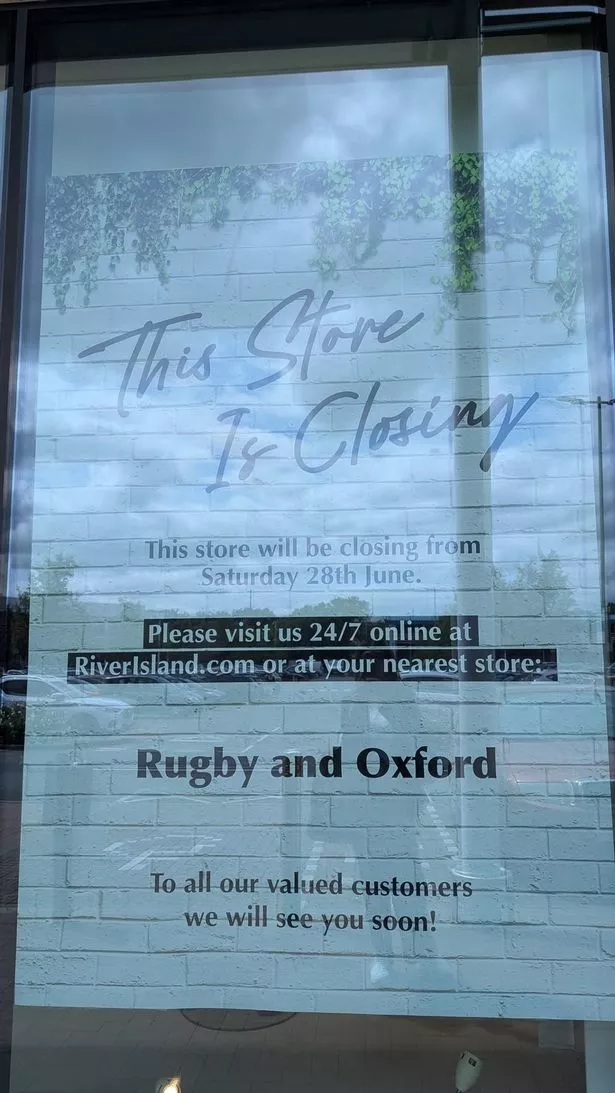 This Store
Is Closing
This store will be closing from
Saturday 28th June.
Please visit us 24/7 online at
RiverIsland.com or at your nearest store:
Rugby and Oxford
To all our valued customers
we will see you soon!